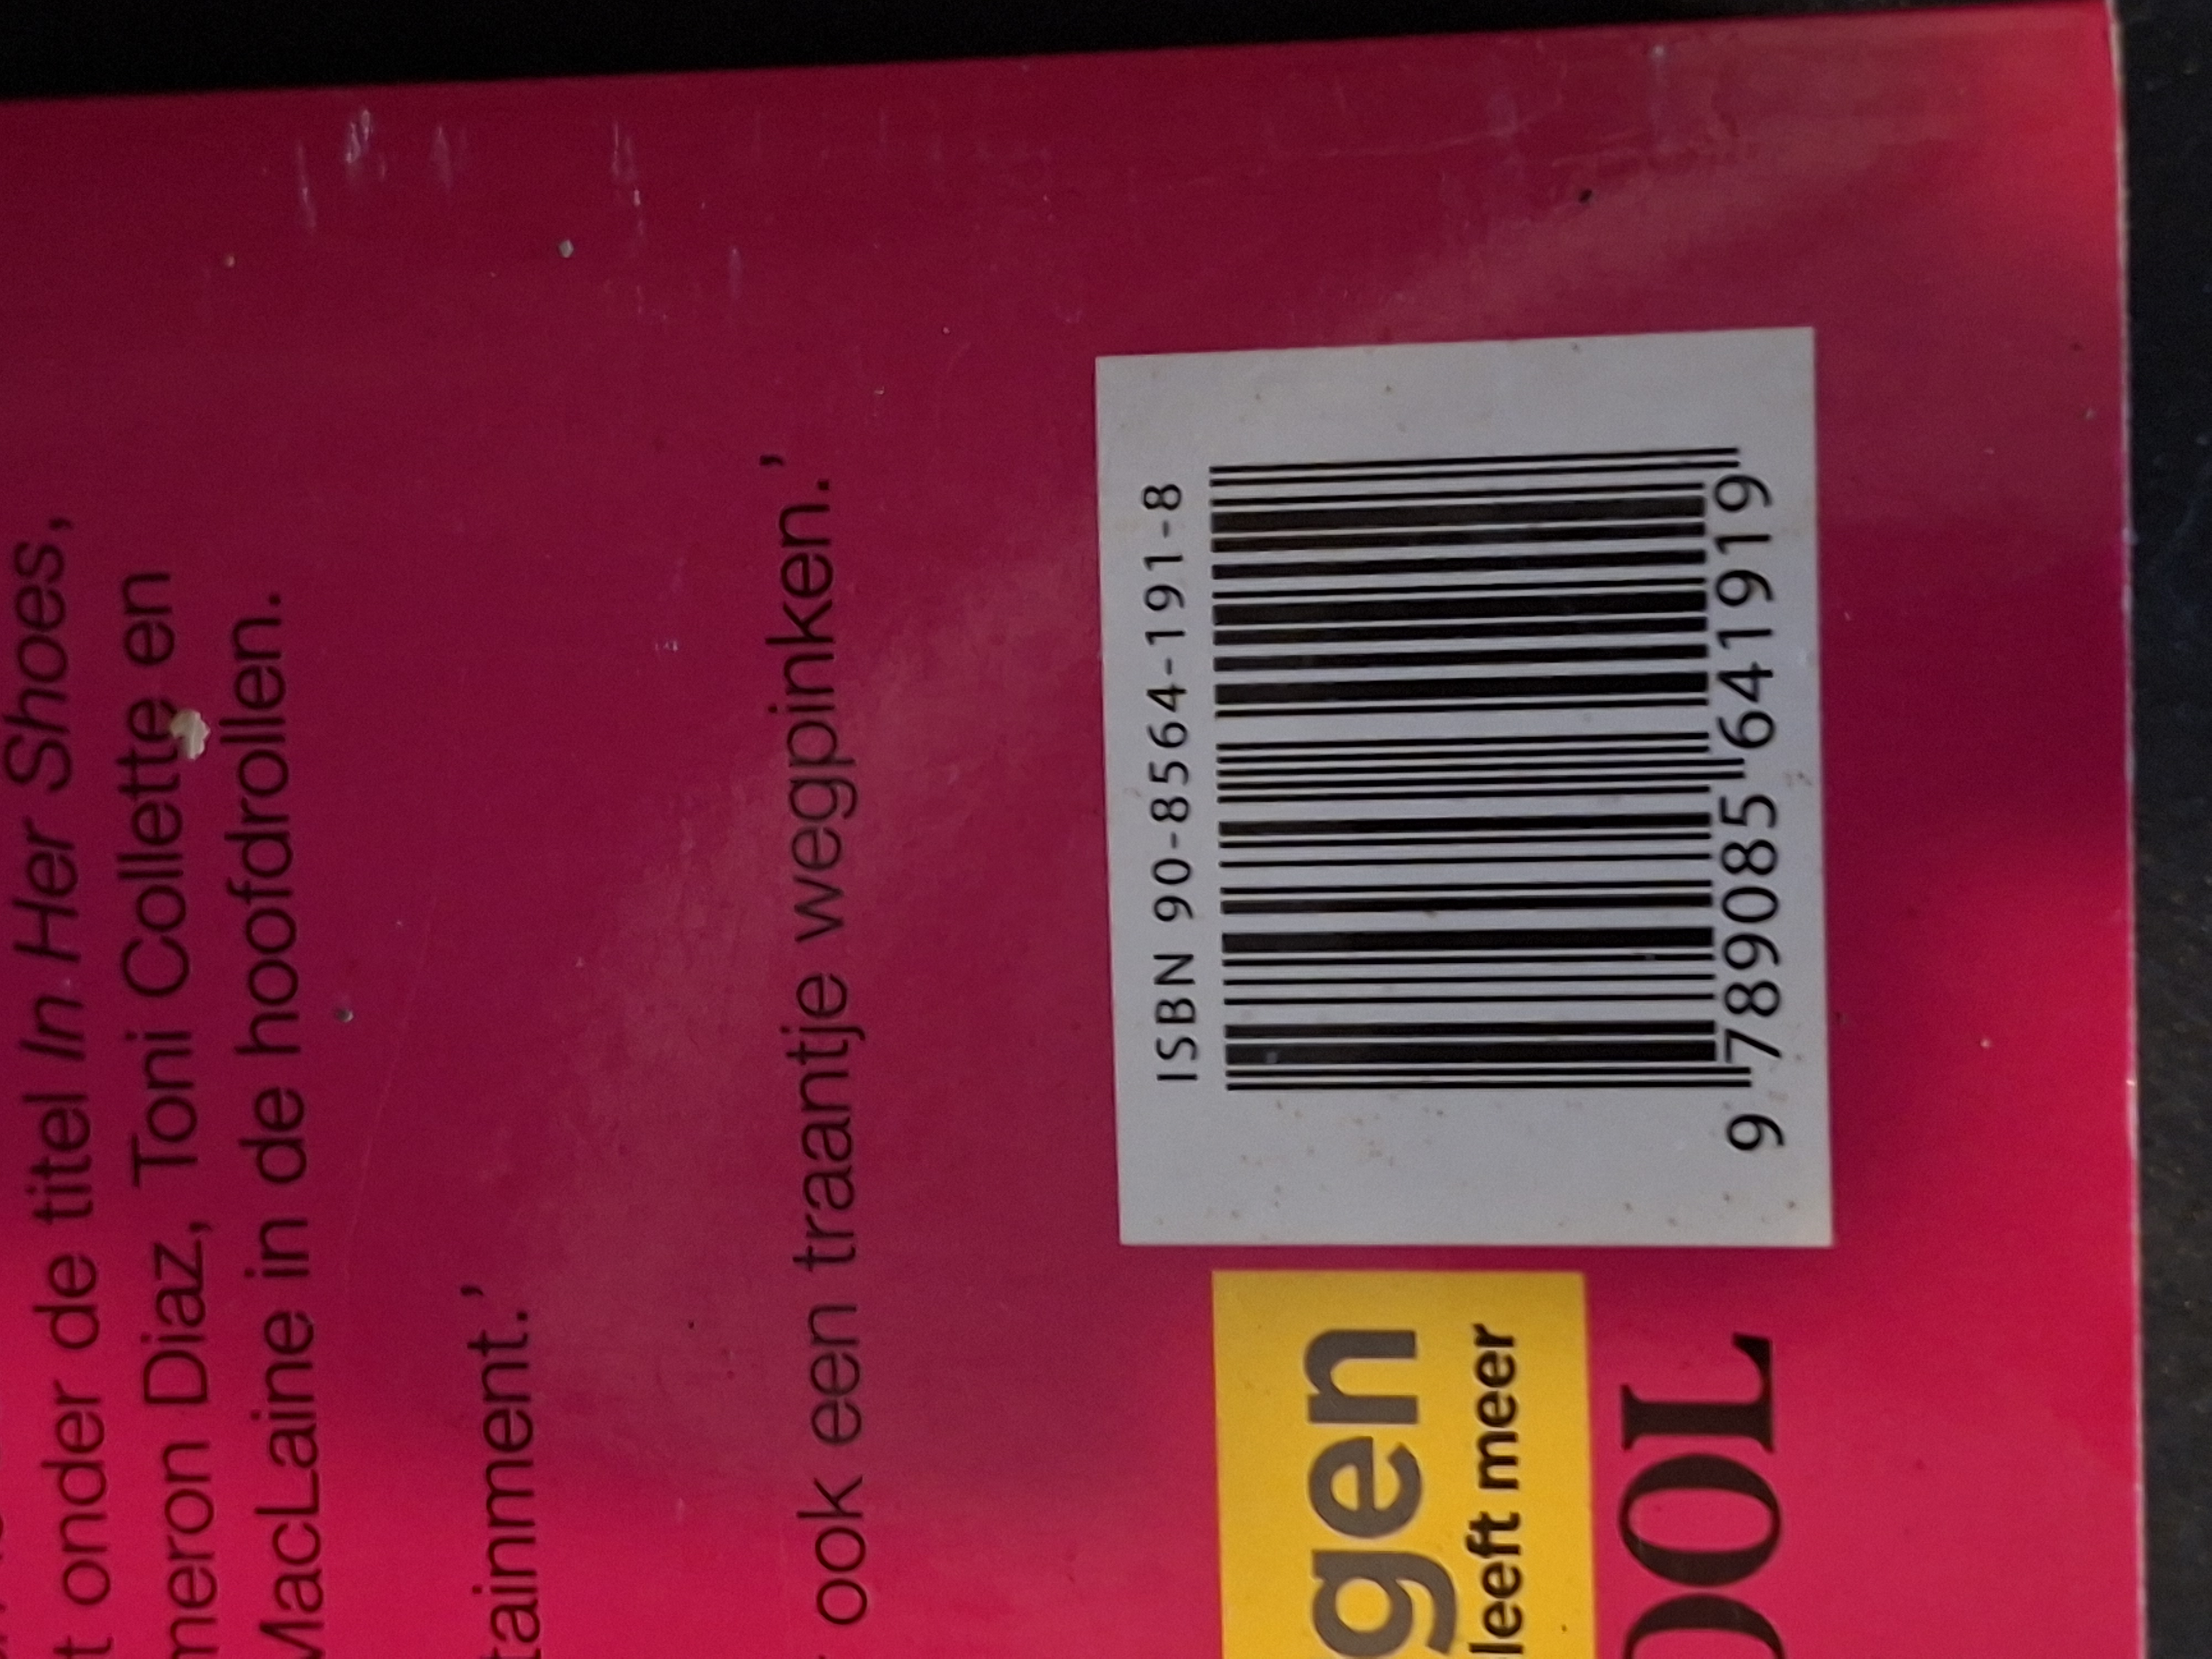 t onder de titel In Her Shoes,
meron Diaz, Toni Collette en
MacLaine in de hoofdrollen.
tainment.’
ook een traantje wegpinken.’
gen
leeft meer
OOL
ISBN 90-8564-191-8
9 789085 641919